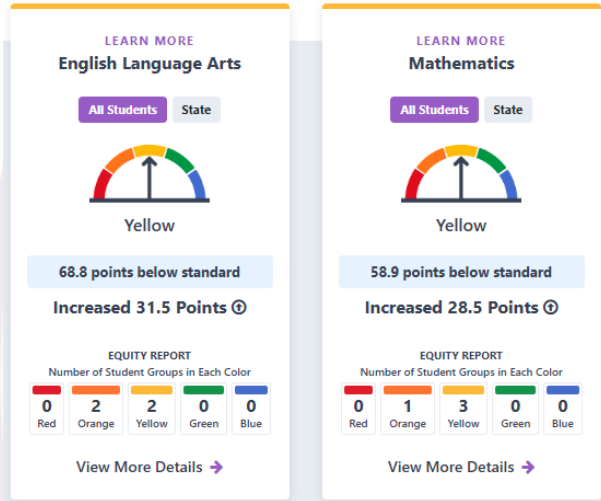 LEARN MORE
English Language Arts
All Students State
Yellow
68.8 points below standard
Increased 31.5 Points
EQUITY REPORT
Number of Student Groups in Each Color
0 2 2 0 0
Red Orange Yellow Green Blue
View More Details
LEARN MORE
Mathematics
All Students State
Yellow
58.9 points below standard
Increased 28.5 Points
EQUITY REPORT
Number of Student Groups in Each Color
0 1 3 0 0
Red Orange Yellow Green Blue
View More Details